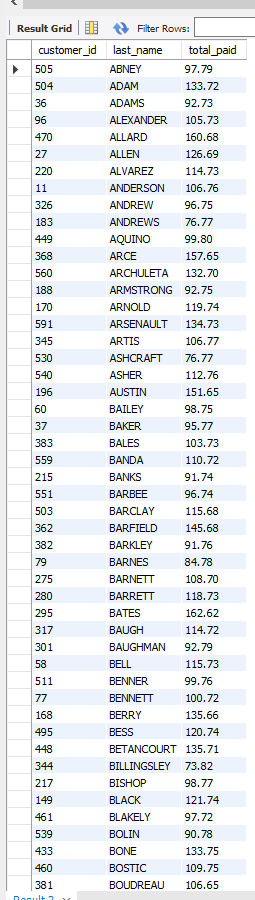 Result Grid Filter Rows:
customer_id last_name total_paid
505 ABNEY 97.79
504 ADAM 133.72
36 ADAMS 92.73
96 ALEXANDER 105.73
470 ALLARD 160.68
27 ALLEN 126.69
220 ALVAREZ 114.73
11 ANDERSON 106.76
326 ANDREW 96.75
183 ANDREWS 76.77
449 AQUINO 99.80
368 ARCE 157.65
560 ARCHULETA 132.70
188 ARMSTRONG 92.75
170 ARNOLD 119.74
591 ARSENAULT 134.73
345 ARTIS 106.77
530 ASHCRAFT 76.77
540 ASHER 112.76
196 AUSTIN 151.65
60 BAILEY 98.75
37 BAKER 95.77
383 BALES 103.73
559 BANDA 110.72
215 BANKS 91.74
551 BARBEE 96.74
503 BARCLAY 115.68
362 BARFIELD 145.68
382 BARKLEY 91.76
79 BARNES 84.78
275 BARNETT 108.70
280 BARRETT 118.73
295 BATES 162.62
317 BAUGH 114.72
301 BAUGHMAN 92.79
58 BELL 115.73
511 BENNER 99.76
77 BENNETT 100.72
168 BERRY 135.66
495 BESS 120.74
448 BETANCOURT 135.71
344 BILLINGSLEY 73.82
217 BISHOP 98.77
149 BLACK 121.74
461 BLAKELY 97.72
539 BOLIN 90.78
433 BONE 133.75
460 BOSTIC 109.75
381 BOUDREAU 106.65